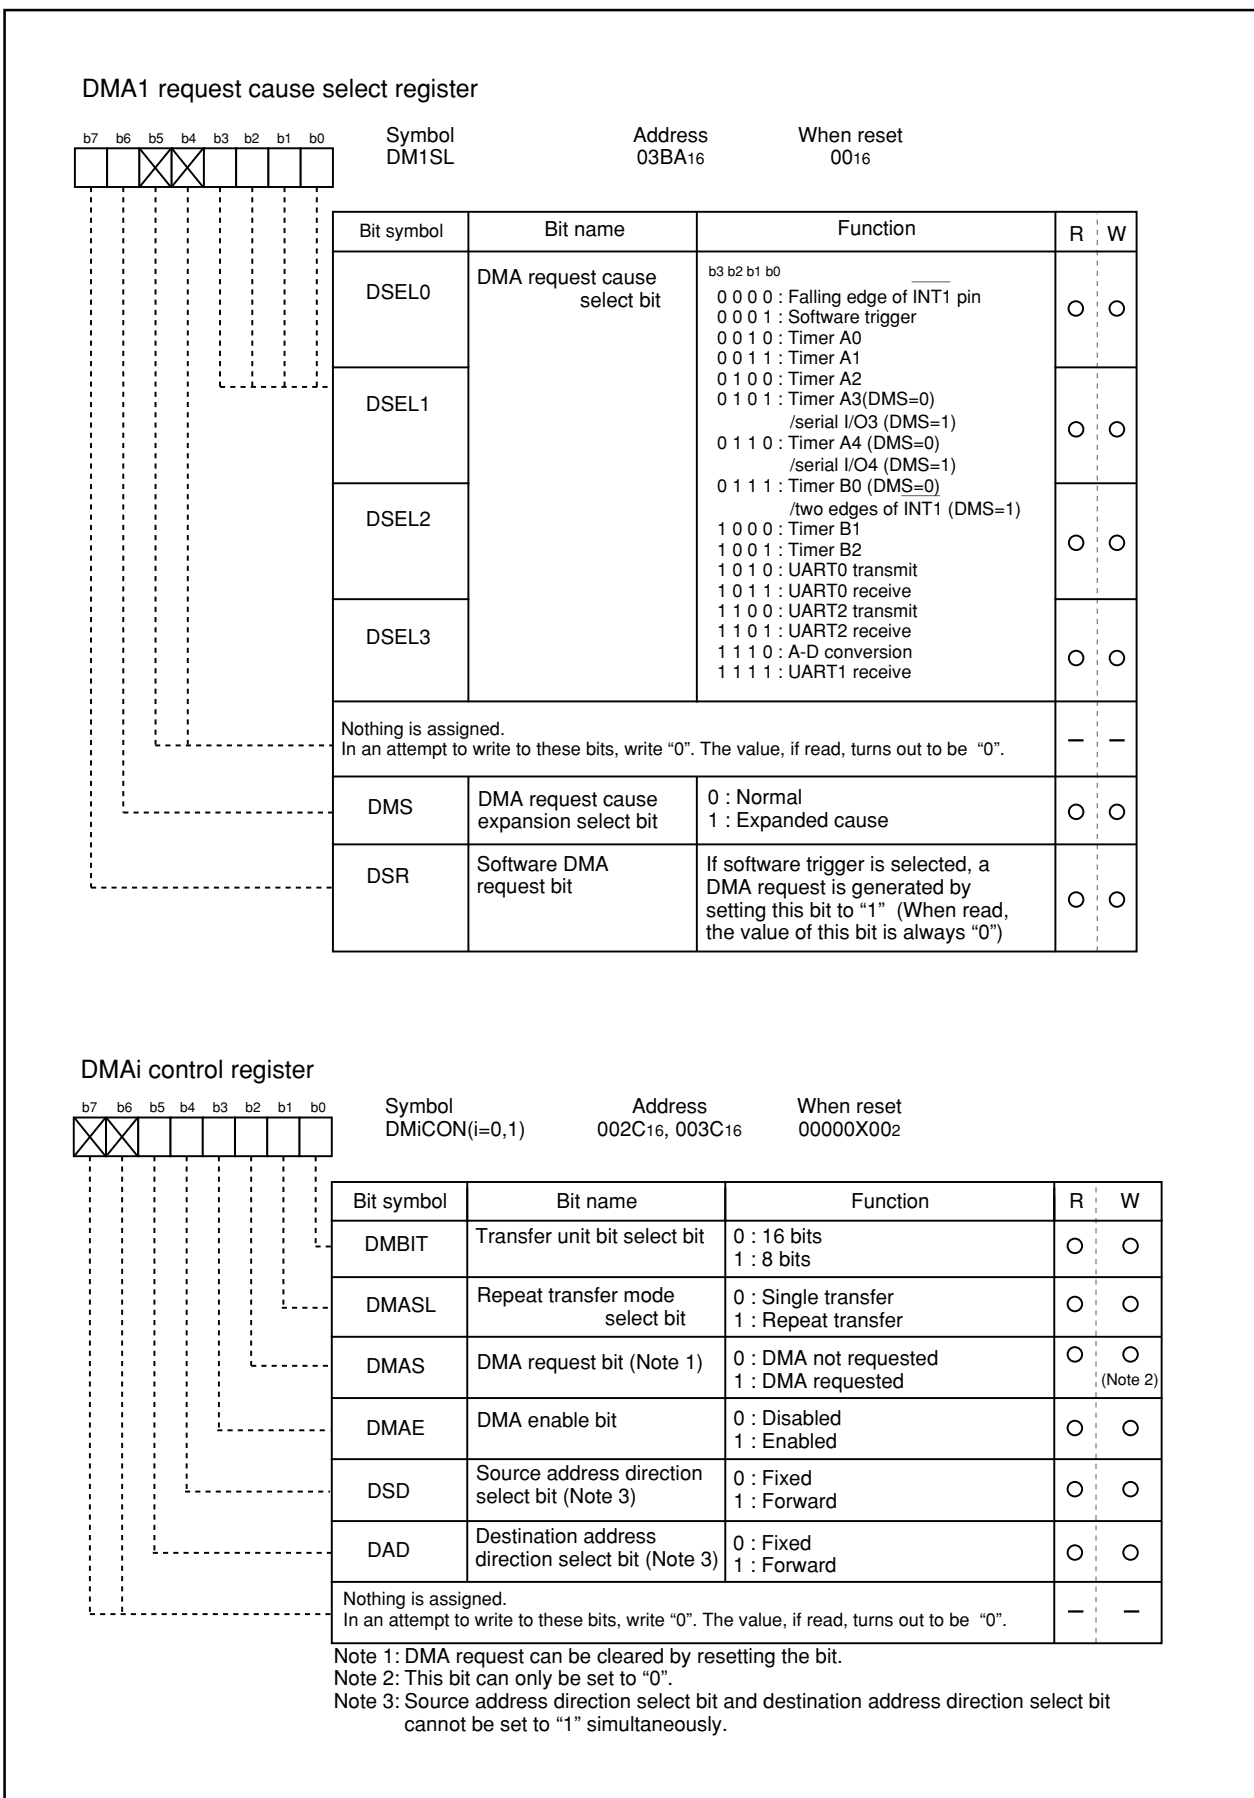 DMA1 request cause select register
b7 b6 b5 b4 b3 b2 b1 b0
Symbol Address When reset
DM1SL 03BA16 0016
Bit symbol Bit name Function R W
DSEL0 DMA request cause
select bit
b3 b2 b1 b0
0 0 0 0 : Falling edge of INT1 pin
0 0 0 1 : Software trigger
0 0 1 0 : Timer A0
0 0 1 1 : Timer A1
0 1 0 0 : Timer A2
DSEL1
0 1 0 1 : Timer A3(DMS=0)
/serial I/O3 (DMS=1)
0 1 1 0 : Timer A4 (DMS=0)
/serial I/O4 (DMS=1)
0 1 1 1 : Timer B0 (DMS=0)
/two edges of INT1 (DMS=1)
DSEL2
1 0 0 0 : Timer B1
1 0 0 1 : Timer B2
1 0 1 0 : UART0 transmit
1 0 1 1 : UART0 receive
1 1 0 0 : UART2 transmit
DSEL3
1 1 0 1 : UART2 receive
1 1 1 0 : A-D conversion
1 1 1 1 : UART1 receive
Nothing is assigned.
In an attempt to write to these bits, write “0”. The value, if read, turns out to be “0”.
DMS DMA request cause
expansion select bit
0 : Normal
1 : Expanded cause
DSR Software DMA
request bit
If software trigger is selected, a
DMA request is generated by
setting this bit to “1” (When read,
the value of this bit is always “0”)
DMAi control register
b7 b6 b5 b4 b3 b2 b1 b0
Symbol Address When reset
DMiCON(i=0,1) 002C16, 003C16 00000X002
Bit symbol Bit name Function R W
DMBIT Transfer unit bit select bit
0 : 16 bits
1 : 8 bits
DMASL Repeat transfer mode
select bit
0 : Single transfer
1 : Repeat transfer
DMAS DMA request bit (Note 1)
0 : DMA not requested
1 : DMA requested
(Note 2)
DMAE DMA enable bit
0 : Disabled
1 : Enabled
DSD Source address direction
select bit (Note 3)
0 : Fixed
1 : Forward
DAD Destination address
direction select bit (Note 3)
0 : Fixed
1 : Forward
Nothing is assigned.
In an attempt to write to these bits, write “0”. The value, if read, turns out to be “0”.
Note 1: DMA request can be cleared by resetting the bit.
Note 2: This bit can only be set to “0”.
Note 3: Source address direction select bit and destination address direction select bit
cannot be set to “1” simultaneously.